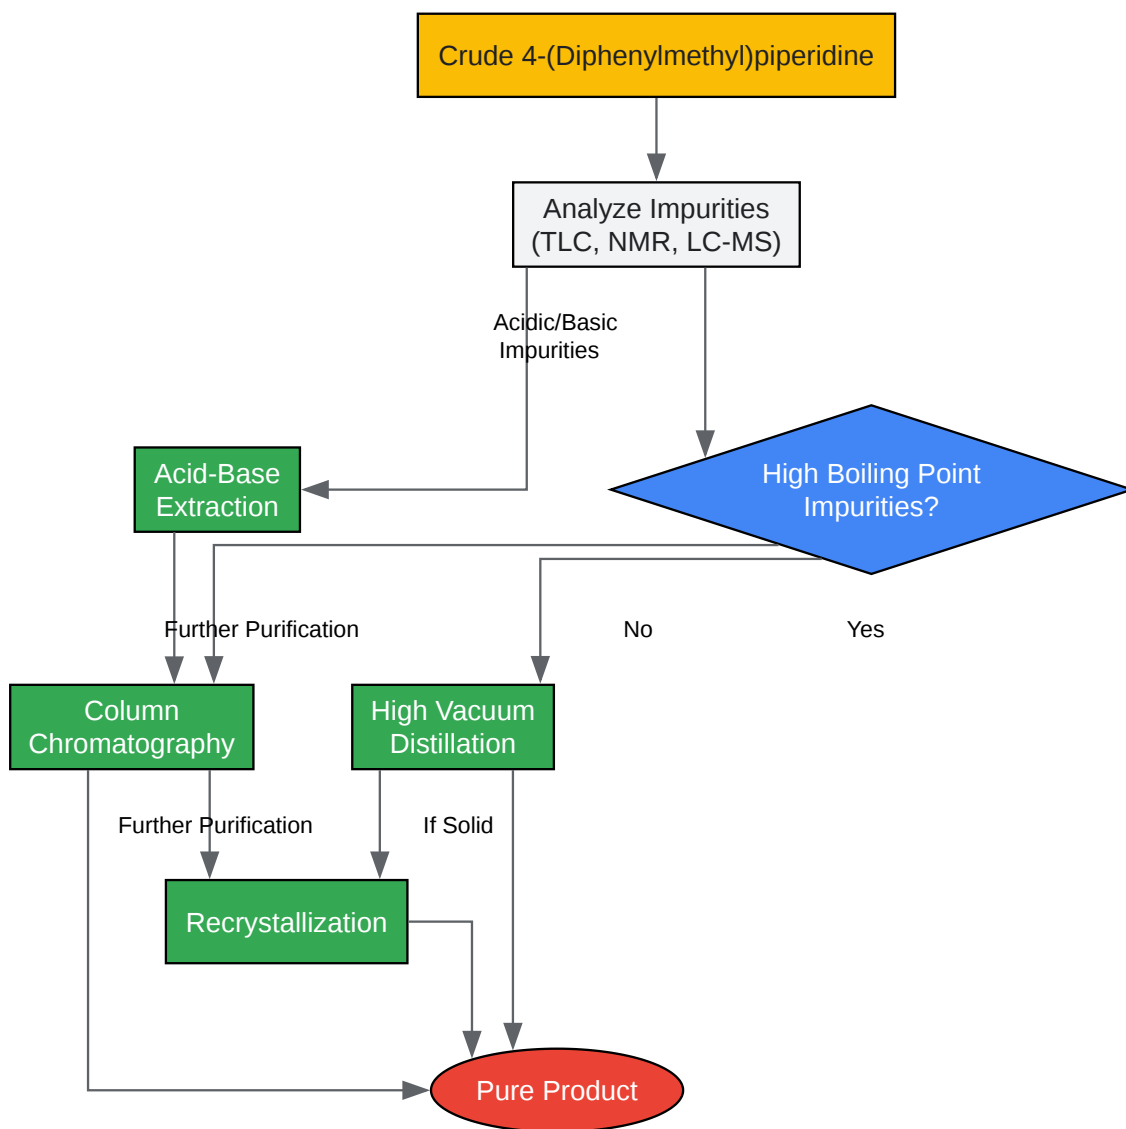 Crude 4-(Diphenylmethyl)piperidine
Analyze Impurities
(TLC, NMR, LC-MS)
Acidic/Basic
Impurities
Acid-Base
Extraction
High Boiling Point
Impurities?
Further Purification
No
Yes
Column
Chromatography
High Vacuum
Distillation
Further Purification
If Solid
Recrystallization
Pure Product